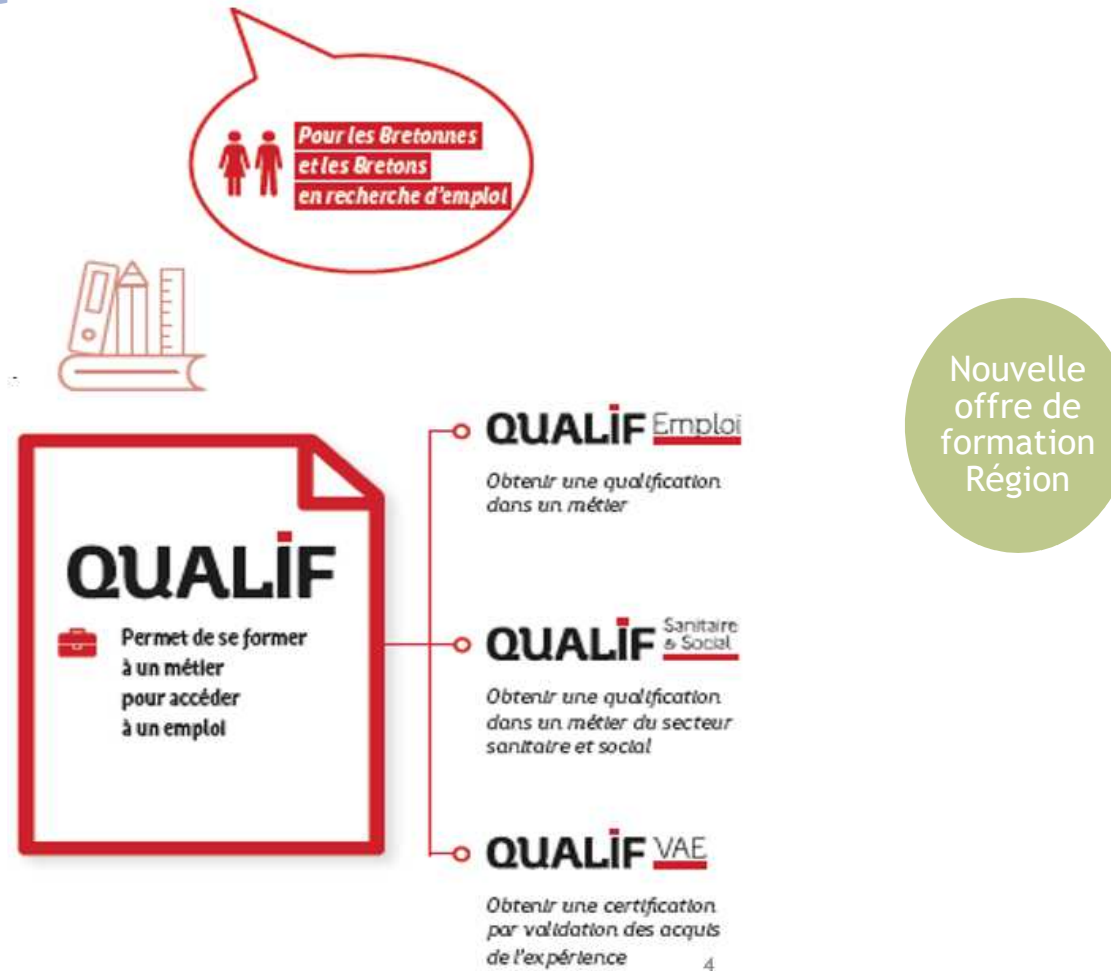 Pour les Bretonnes
et les Bretons
en recherche d'emploi
Nouvelle
offre de
formation
Région
QUALIF
Permet de se former
à un métier
pour accéder
à un emploi
QUALIF Emploi
Obtenir une qualification
dans un métier
QUALIF Sanitaire
& Social
Obtenir une qualification
dans un métier du secteur
sanitaire et social
QUALIF VAE
Obtenir une certification
par validation des acquis
de l'expérience
4